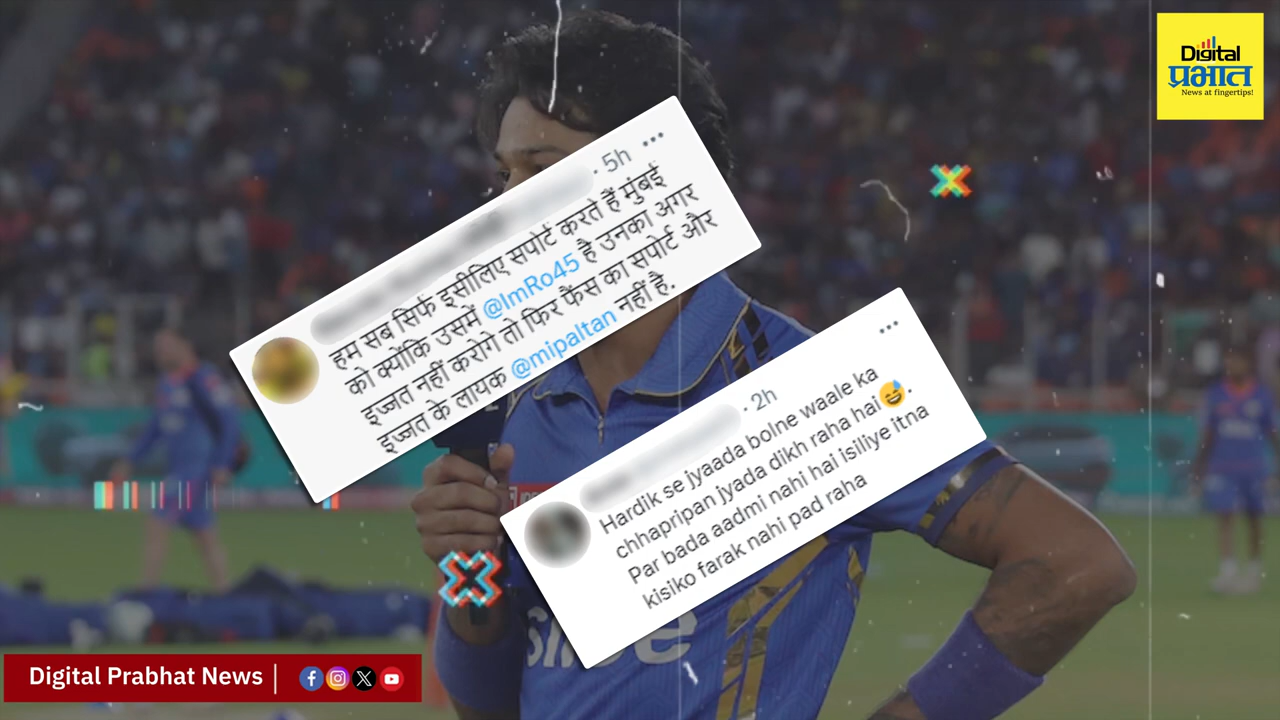 Digital
प्रभात
News at fingertips!
· 5h
हम सब सिर्फ इसीलिए सपोर्ट करते हैं मुंबई
को क्योंकि उसमें @ImRo45 है उनका अगर
इज्जत नहीं करोगे तो फिर फैंस का सपोर्ट और
इज्जत के लायक @mipaltan नहीं है.
· 2h
Hardik se jyaada bolne waale ka
chhapripan jyada dikh raha hai😅.
Par bada aadmi nahi hai isiliye itna
kisiko farak nahi pad raha
Digital Prabhat News |